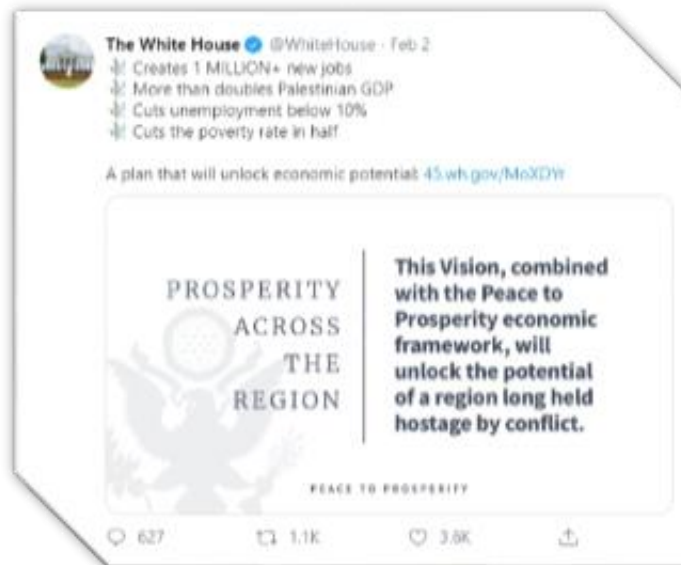 The White House @WhiteHouse · Feb 2
Creates 1 MILLION+ new jobs
More than doubles Palestinian GDP
Cuts unemployment below 10%
Cuts the poverty rate in half
A plan that will unlock economic potential: 45.wh.gov/MoXDYr
PROSPERITY
ACROSS
THE
REGION
This Vision, combined
with the Peace to
Prosperity economic
framework, will
unlock the potential
of a region long held
hostage by conflict.
PEACE TO PROSPERITY
627 1.1K 3.6K